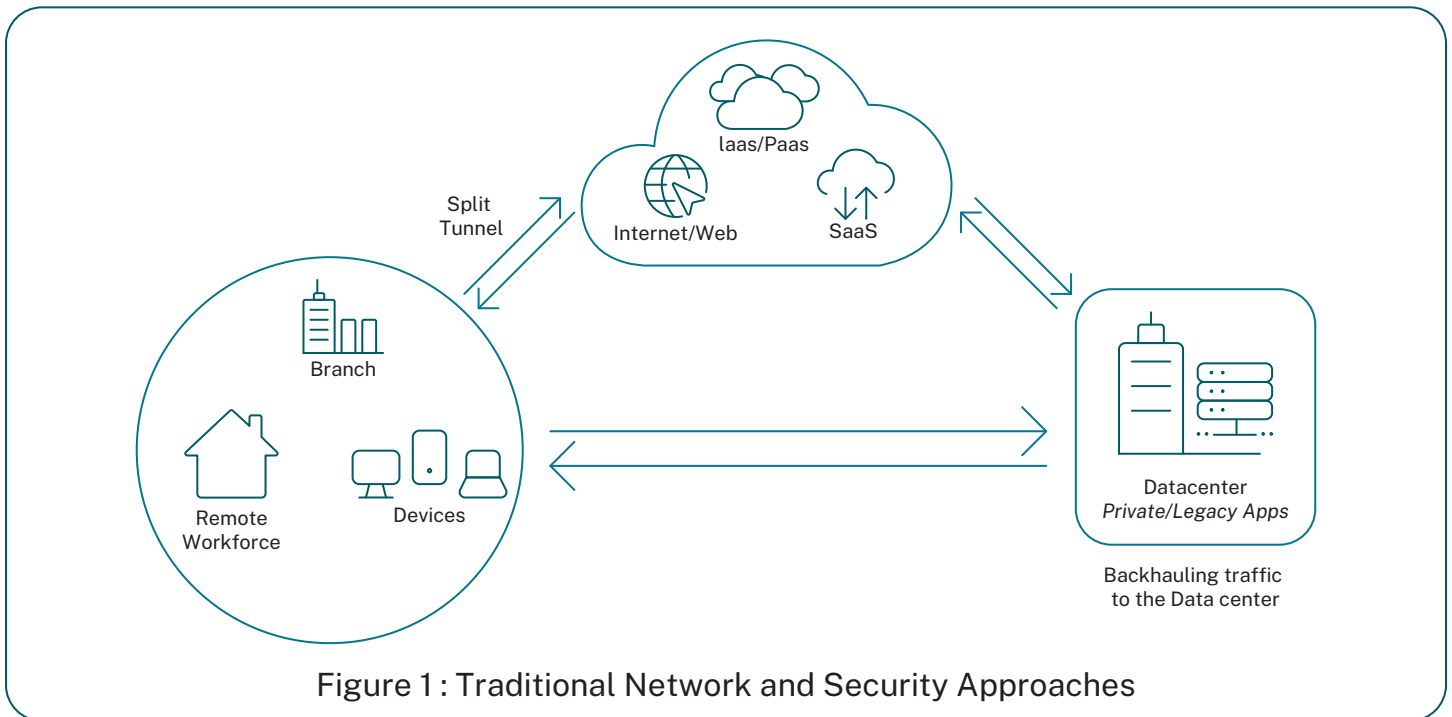 Iaas/Paas
Split
Tunnel
Internet/Web
SaaS
Branch
Remote
Workforce
Devices
Datacenter
Private/Legacy Apps
Backhauling traffic
to the Data center
Figure 1 : Traditional Network and Security Approaches